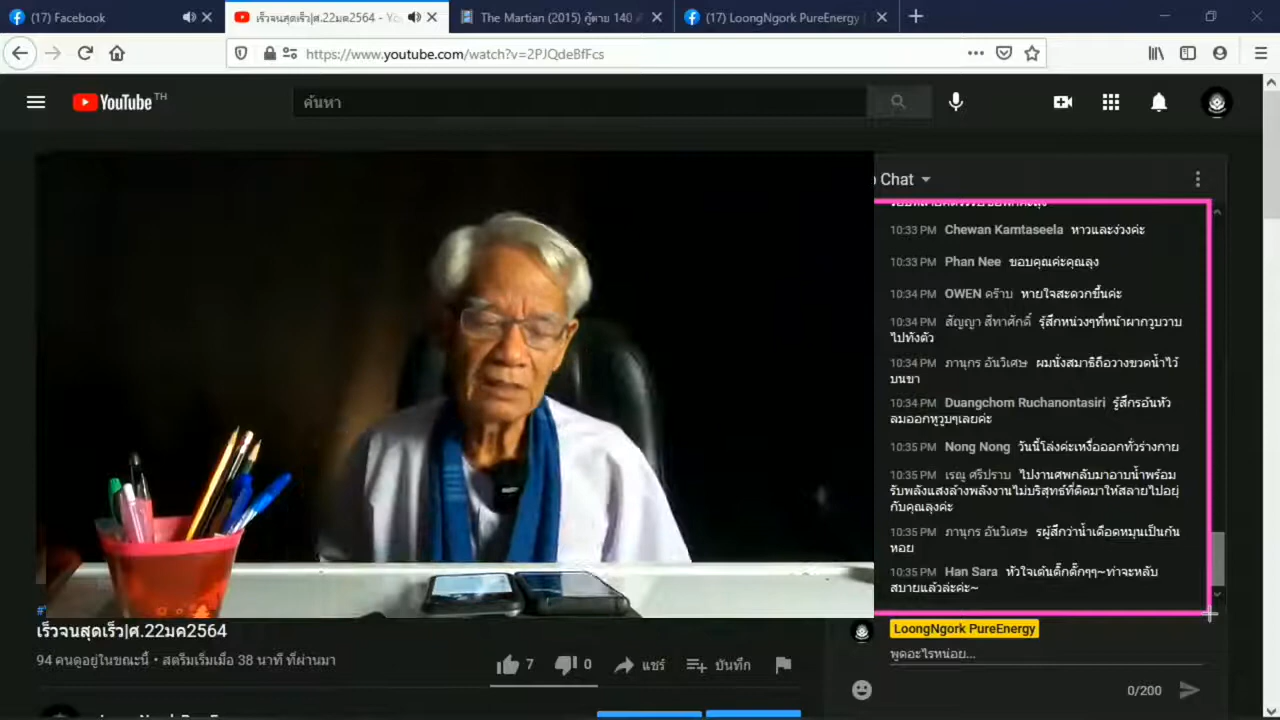 (17) Facebook
เร็วจนสุดเร็ว|ศ.22มค2564 - Yo
The Martian (2015) กู้ตาย 140
(17) LoongNgork PureEnergy |
https://www.youtube.com/watch?v=2PJQdeBfFcs
YouTube TH
ค้นหา
Chat
10:33 PM Chewan Kamtaseela หาวและง่วงค่ะ
10:33 PM Phan Nee ขอบคุณค่ะคุณลุง
10:34 PM OWEN คร๊าบ หายใจสะดวกขึ้นค่ะ
10:34 PM สัญญา สีทาศักดิ์ รู้สึกหน่วงๆที่หน้าผากวูบวาบ
ไปทังตัว
10:34 PM ภานุกร อันวิเศษ ผมนั่งสมาธิถือวางขวดน้ำไว้
บนขา
10:34 PM Duangchom Ruchanontasiri รู้สึกรอันหัว
ลมออกหูวูบๆเลยค่ะ
10:35 PM Nong Nong วันนี้โล่งค่ะเหงื่อออกทั่วร่างกาย
10:35 PM เรณู ศรีปราบ ไปงานศพกลับมาอาบน้ำพร้อม
รับพลังแสงล้างพลังงานไม่บริสุทธ์ที่ติดมาให้สลายไปอยุ่
กับคุณลุงค่ะ
10:35 PM ภานุกร อันวิเศษ รผู้สึกว่าน้ำเดือดหมุนเป็นก้น
หอย
10:35 PM Han Sara หัวใจเต้นตั๊กตั๊กๆๆ~ท่าจะหลับ
สบายแล้วล่ะค่ะ~
LoongNgork PureEnergy
พูดอะไรหน่อย...
0/200
เร็วจนสุดเร็ว|ศ.22มค2564
94 คนดูอยู่ในขณะนี้ • สตรีมเริ่มเมื่อ 38 นาที ที่ผ่านมา
7
0
แชร์
บันทึก